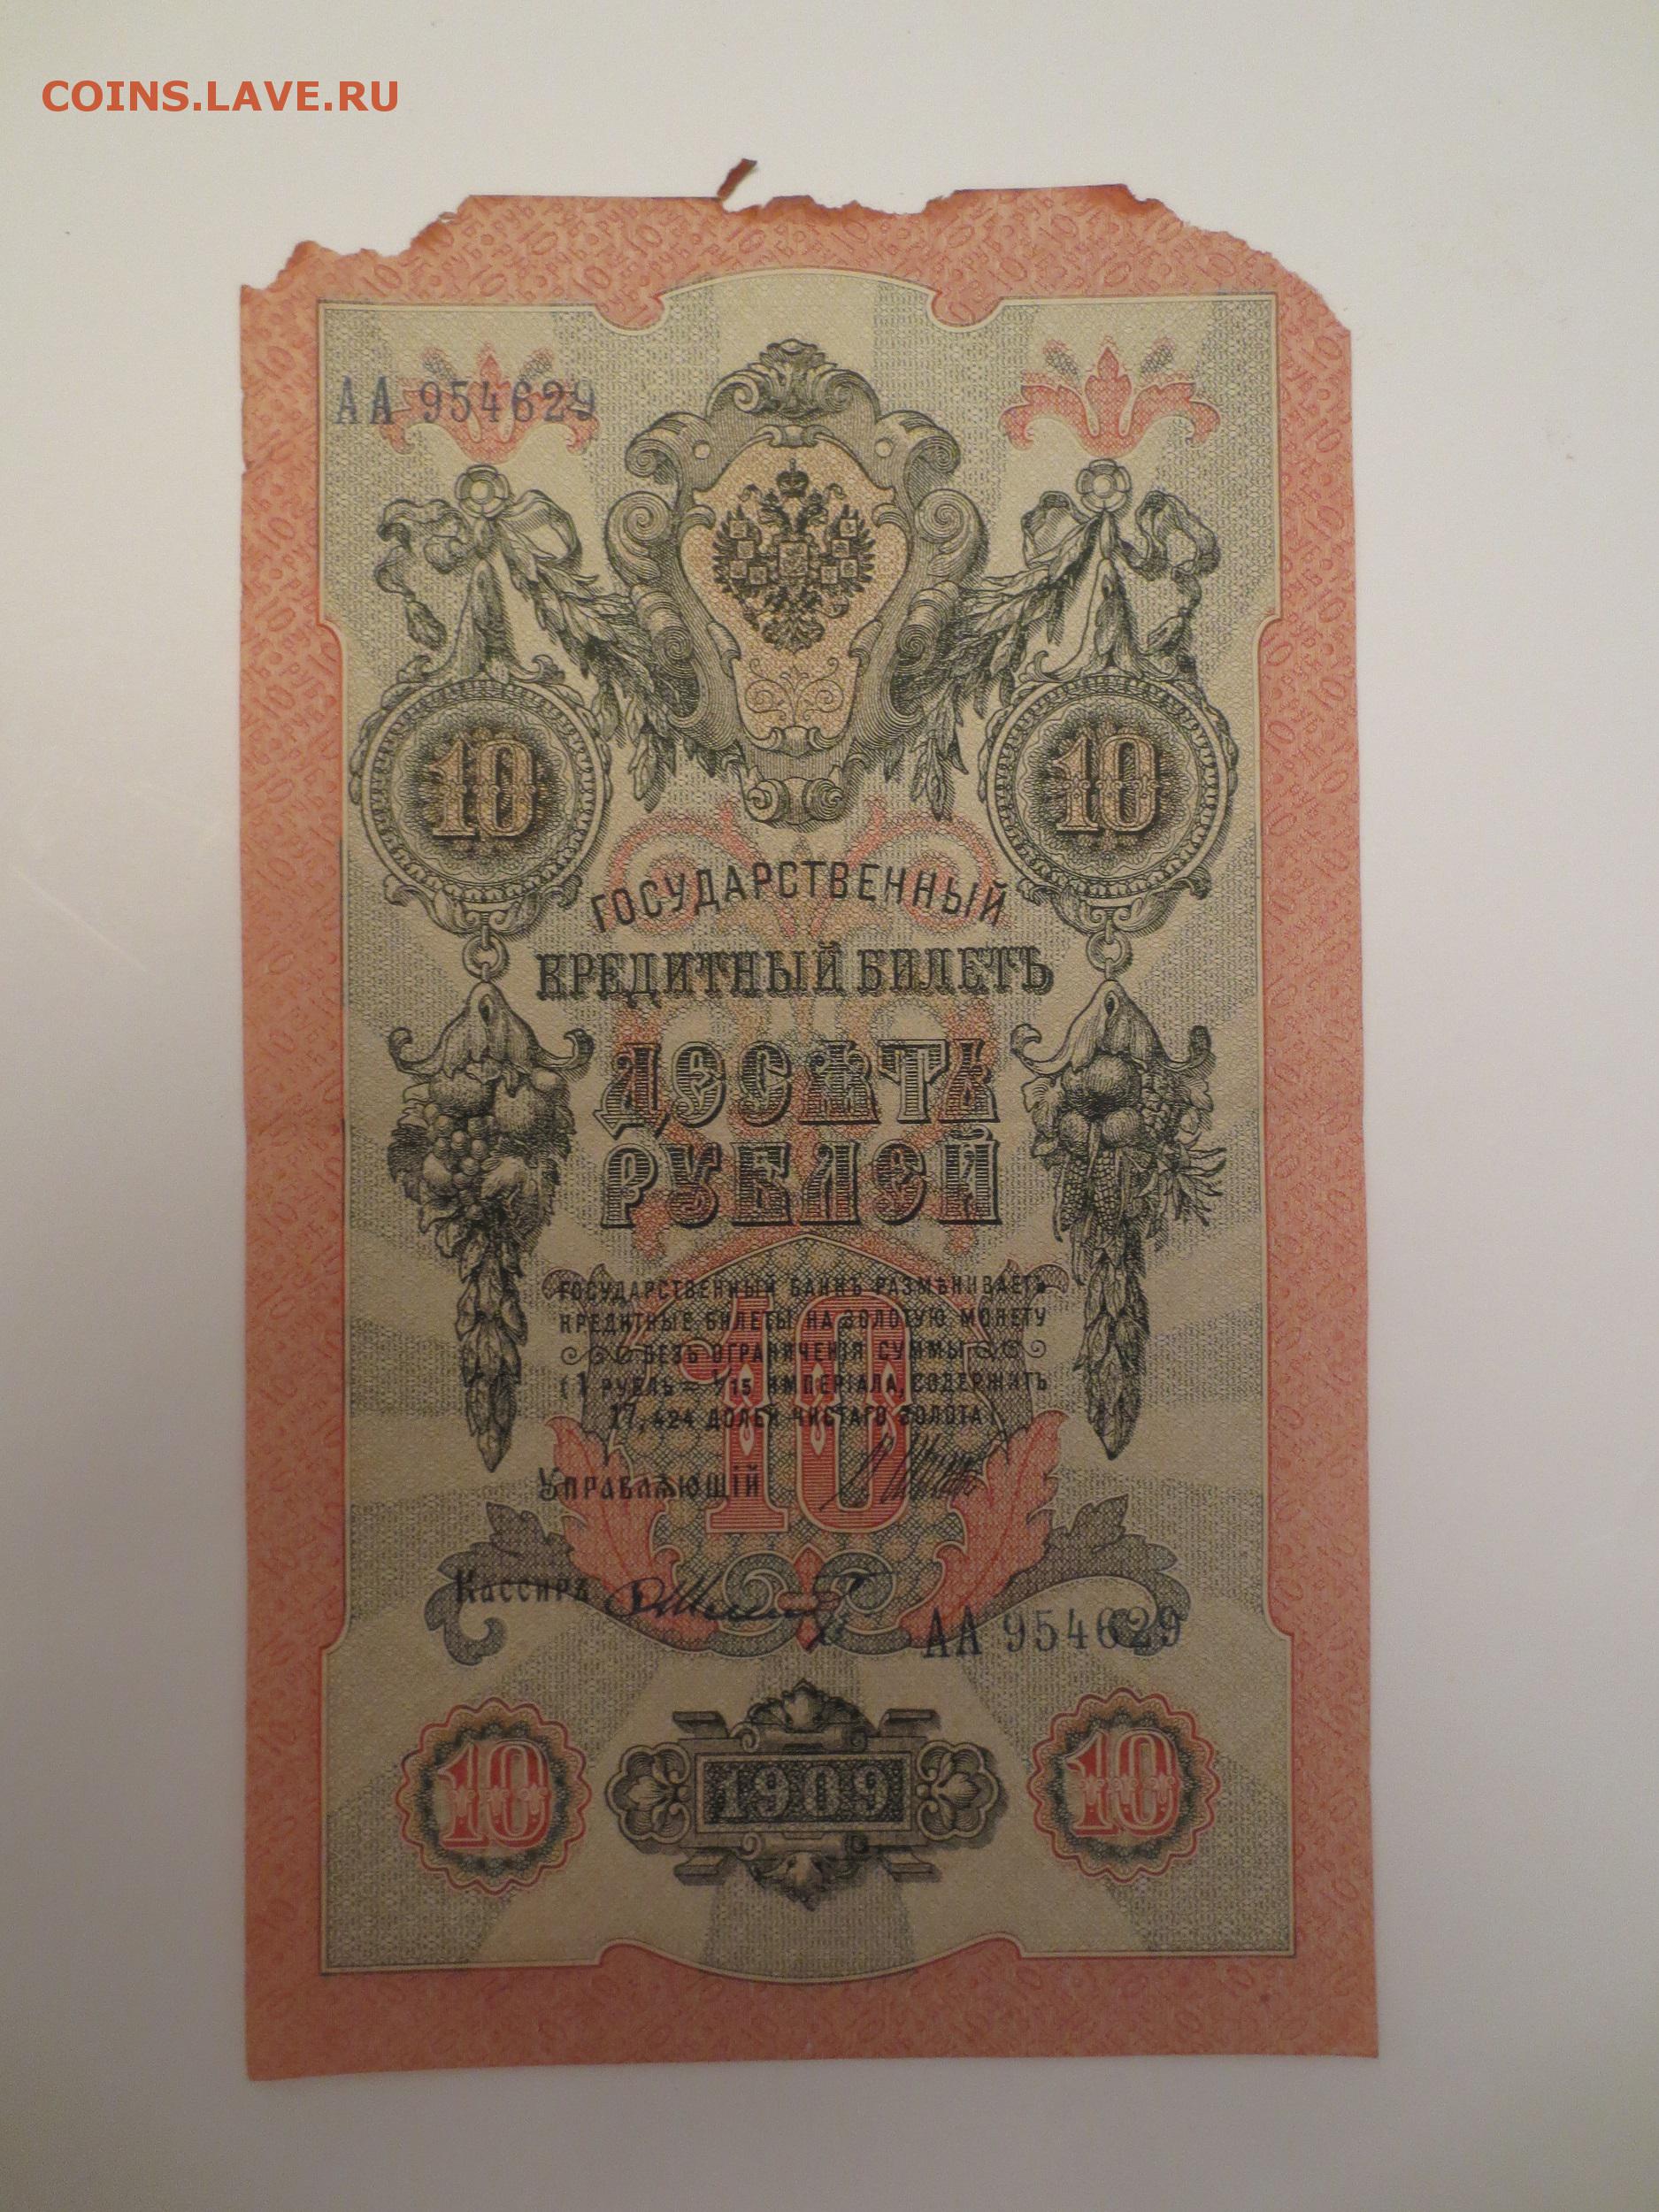 COINS.LAVE.RU
АА 954629
10 10
ГОСУДАРСТВЕННЫЙ
КРЕДИТНЫЙ БИЛЕТЪ
ДЕСѦТЬ
РУБЛЕЙ
ГОСУДАРСТВЕННЫЙ БАНКЪ РАЗМѢНИВАЕТЪ
КРЕДИТНЫЕ БИЛЕТЫ НА ЗОЛОТУЮ МОНЕТУ
БЕЗЪ ОГРАНИЧЕНІЯ СУММЫ
(1 РУБЛЬ = 1/15 ИМПЕРІАЛА, СОДЕРЖИТЪ
17,424 ДОЛЕЙ ЧИСТАГО ЗОЛОТА)
10
УПРАВЛѦЮЩІЙ
КАССИРЪ
АА 954629
10 1909 10